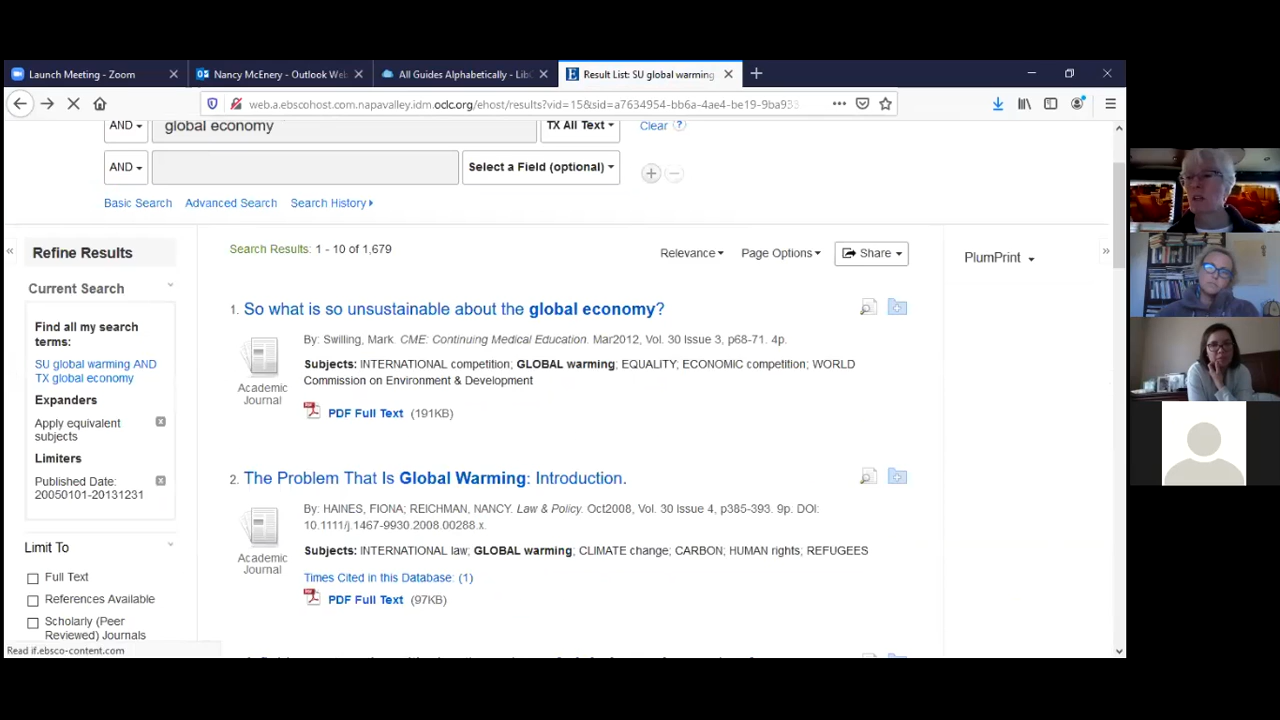 Launch Meeting - Zoom
Nancy McEnery - Outlook Web
All Guides Alphabetically - LibG
Result List: SU global warming
web.a.ebscohost.com.napavalley.idm.oclc.org/ehost/results?vid=15&sid=a7634954-bb6a-4ae4-be19-9ba933
AND global economy TX All Text Clear ?
AND Select a Field (optional)
Basic Search Advanced Search Search History
Refine Results
Current Search
Find all my search
terms:
SU global warming AND
TX global economy
Expanders
Apply equivalent
subjects
Limiters
Published Date:
20050101-20131231
Limit To
Full Text
References Available
Scholarly (Peer
Reviewed) Journals
Search Results: 1 - 10 of 1,679
Relevance Page Options Share
PlumPrint
1. So what is so unsustainable about the global economy?
By: Swilling, Mark. CME: Continuing Medical Education. Mar2012, Vol. 30 Issue 3, p68-71. 4p.
Subjects: INTERNATIONAL competition; GLOBAL warming; EQUALITY; ECONOMIC competition; WORLD
Commission on Environment & Development
Academic
Journal
PDF Full Text (191KB)
2. The Problem That Is Global Warming: Introduction.
By: HAINES, FIONA; REICHMAN, NANCY. Law & Policy. Oct2008, Vol. 30 Issue 4, p385-393. 9p. DOI:
10.1111/j.1467-9930.2008.00288.x.
Subjects: INTERNATIONAL law; GLOBAL warming; CLIMATE change; CARBON; HUMAN rights; REFUGEES
Academic
Journal
Times Cited in this Database: (1)
PDF Full Text (97KB)
Read if.ebsco-content.com